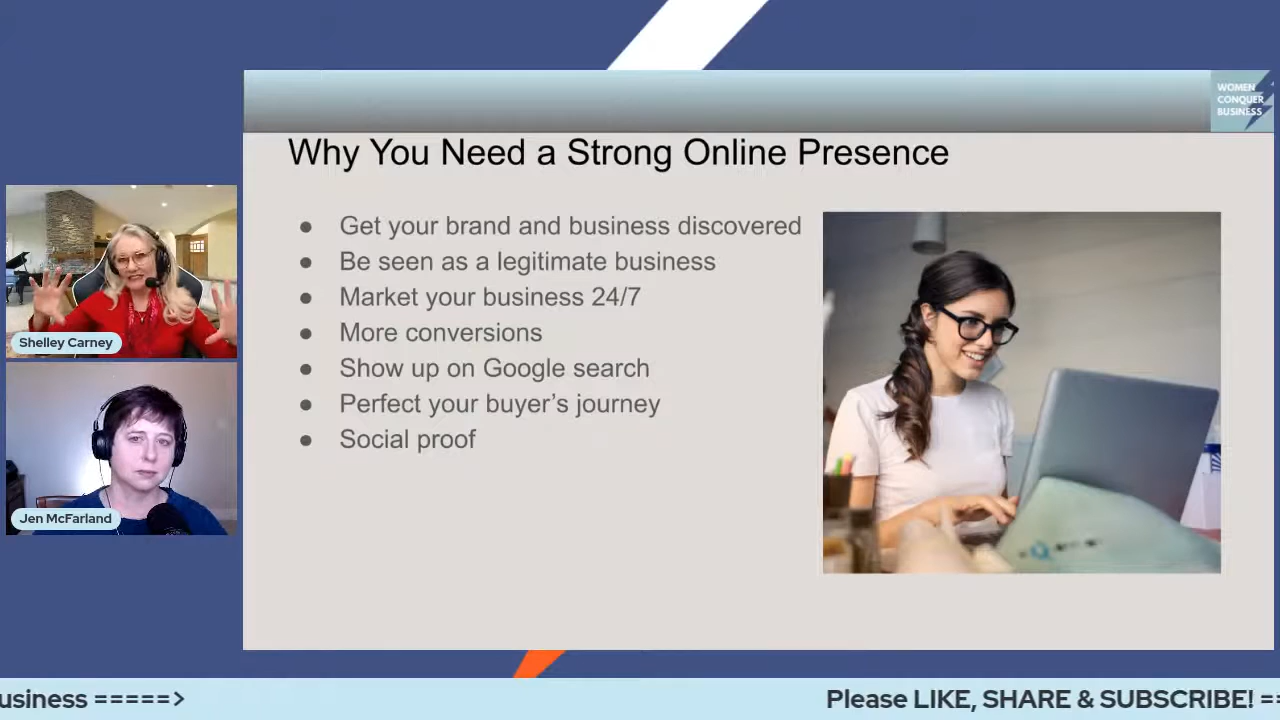 WOMEN
CONQUER
BUSINESS
Why You Need a Strong Online Presence
● Get your brand and business discovered
● Be seen as a legitimate business
● Market your business 24/7
● More conversions
● Show up on Google search
● Perfect your buyer’s journey
● Social proof
Shelley Carney
Jen McFarland
usiness =====> Please LIKE, SHARE & SUBSCRIBE! ==